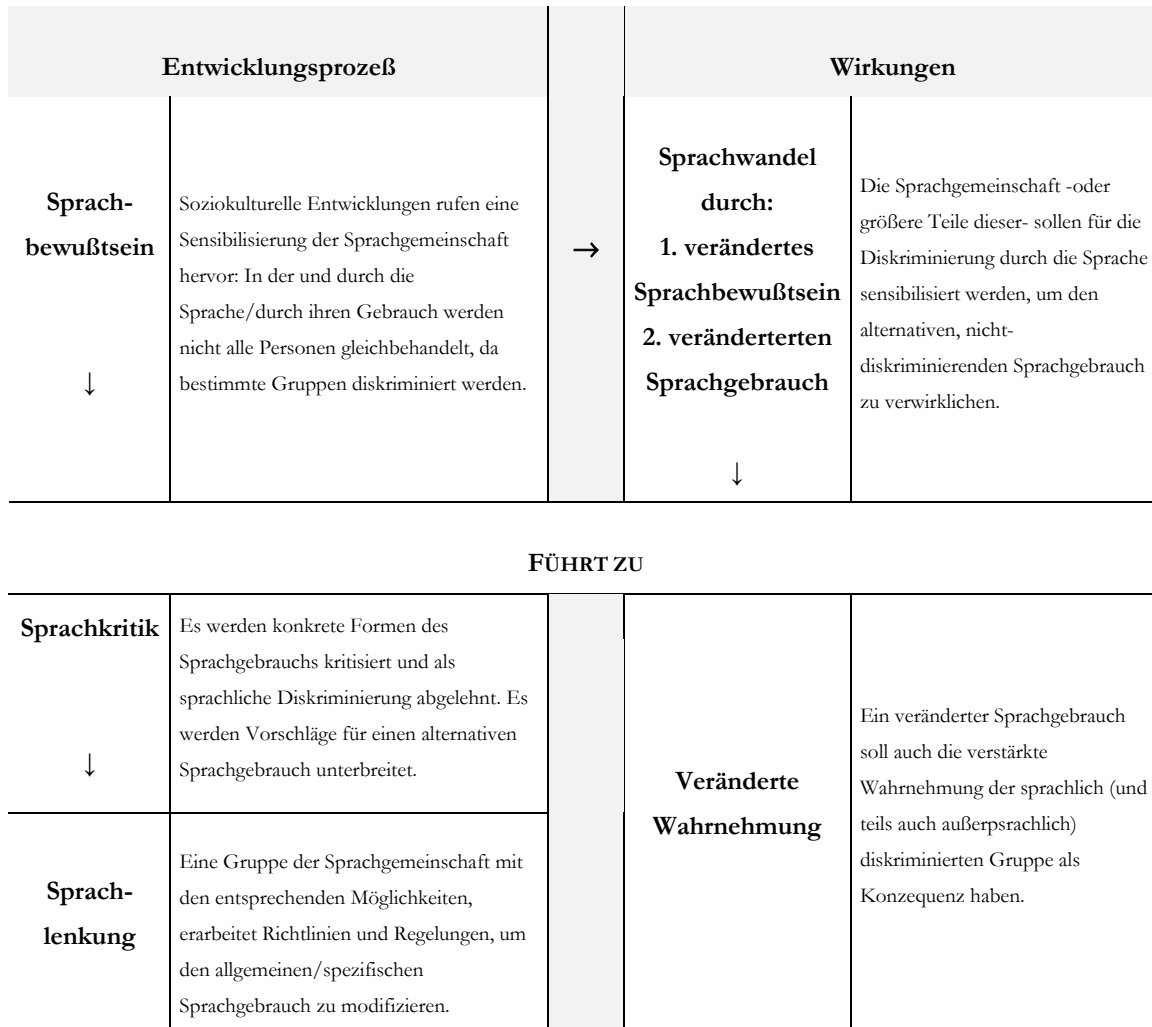 Entwicklungsprozeß
Wirkungen
Sprach-
bewußtsein
↓
Soziokulturelle Entwicklungen rufen eine
Sensibilisierung der Sprachgemeinschaft
hervor: In der und durch die
Sprache/durch ihren Gebrauch werden
nicht alle Personen gleichbehandelt, da
bestimmte Gruppen diskriminiert werden.
→
Sprachwandel
durch:
1. verändertes
Sprachbewußtsein
2. veränderterten
Sprachgebrauch
↓
Die Sprachgemeinschaft -oder
größere Teile dieser- sollen für die
Diskriminierung durch die Sprache
sensibilisiert werden, um den
alternativen, nicht-
diskriminierenden Sprachgebrauch
zu verwirklichen.
FÜHRT ZU
Sprachkritik
↓
Es werden konkrete Formen des
Sprachgebrauchs kritisiert und als
sprachliche Diskriminierung abgelehnt. Es
werden Vorschläge für einen alternativen
Sprachgebrauch unterbreitet.
Sprach-
lenkung
Eine Gruppe der Sprachgemeinschaft mit
den entsprechenden Möglichkeiten,
erarbeitet Richtlinien und Regelungen, um
den allgemeinen/spezifischen
Sprachgebrauch zu modifizieren.
Veränderte
Wahrnehmung
Ein veränderter Sprachgebrauch
soll auch die verstärkte
Wahrnehmung der sprachlich (und
teils auch außerpsrachlich)
diskriminierten Gruppe als
Konzequenz haben.